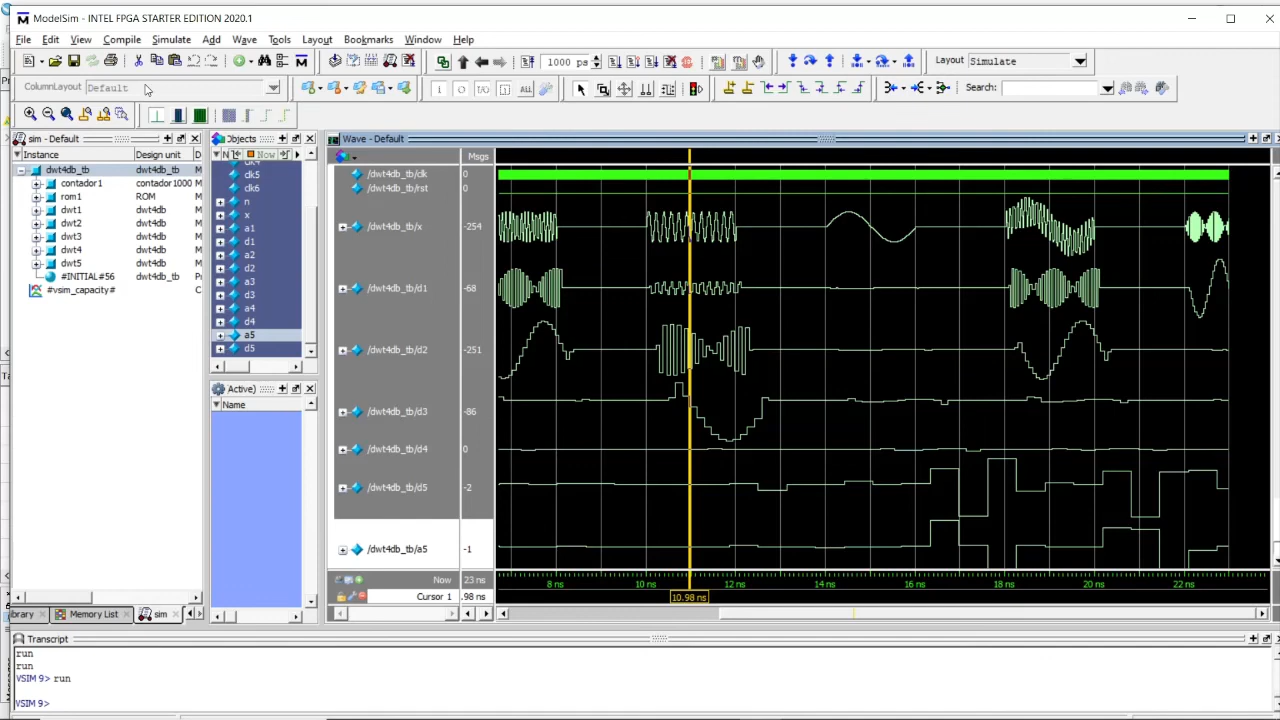 ModelSim - INTEL FPGA STARTER EDITION 2020.1
File Edit View Compile Simulate Add Wave Tools Layout Bookmarks Window Help
1000 ps
Layout Simulate
ColumnLayout Default
ALL
Search:
sim - Default
Objects
Wave - Default
Instance Design unit D
Now
Msgs
dwt4db_tb dwt4db_tb M
contador1 contador1000 M
rom1 ROM M
dwt1 dwt4db M
dwt2 dwt4db M
dwt3 dwt4db M
dwt4 dwt4db M
dwt5 dwt4db M
#INITIAL#56 dwt4db_tb
#vsim_capacity# C
clk4
clk5
clk6
n
x
a1
d1
a2
d2
a3
d3
a4
d4
a5
d5
Active)
Name
/dwt4db_tb/clk 0
/dwt4db_tb/rst 0
/dwt4db_tb/x -254
/dwt4db_tb/d1 -68
/dwt4db_tb/d2 -251
/dwt4db_tb/d3 -86
/dwt4db_tb/d4 0
/dwt4db_tb/d5 -2
/dwt4db_tb/a5 -1
Now 23 ns
8 ns 10 ns 12 ns 14 ns 16 ns 18 ns 20 ns 22 ns
Cursor 1 .98 ns
10.98 ns
ibrary Memory List sim
Transcript
run
run
VSIM 9> run
VSIM 9>